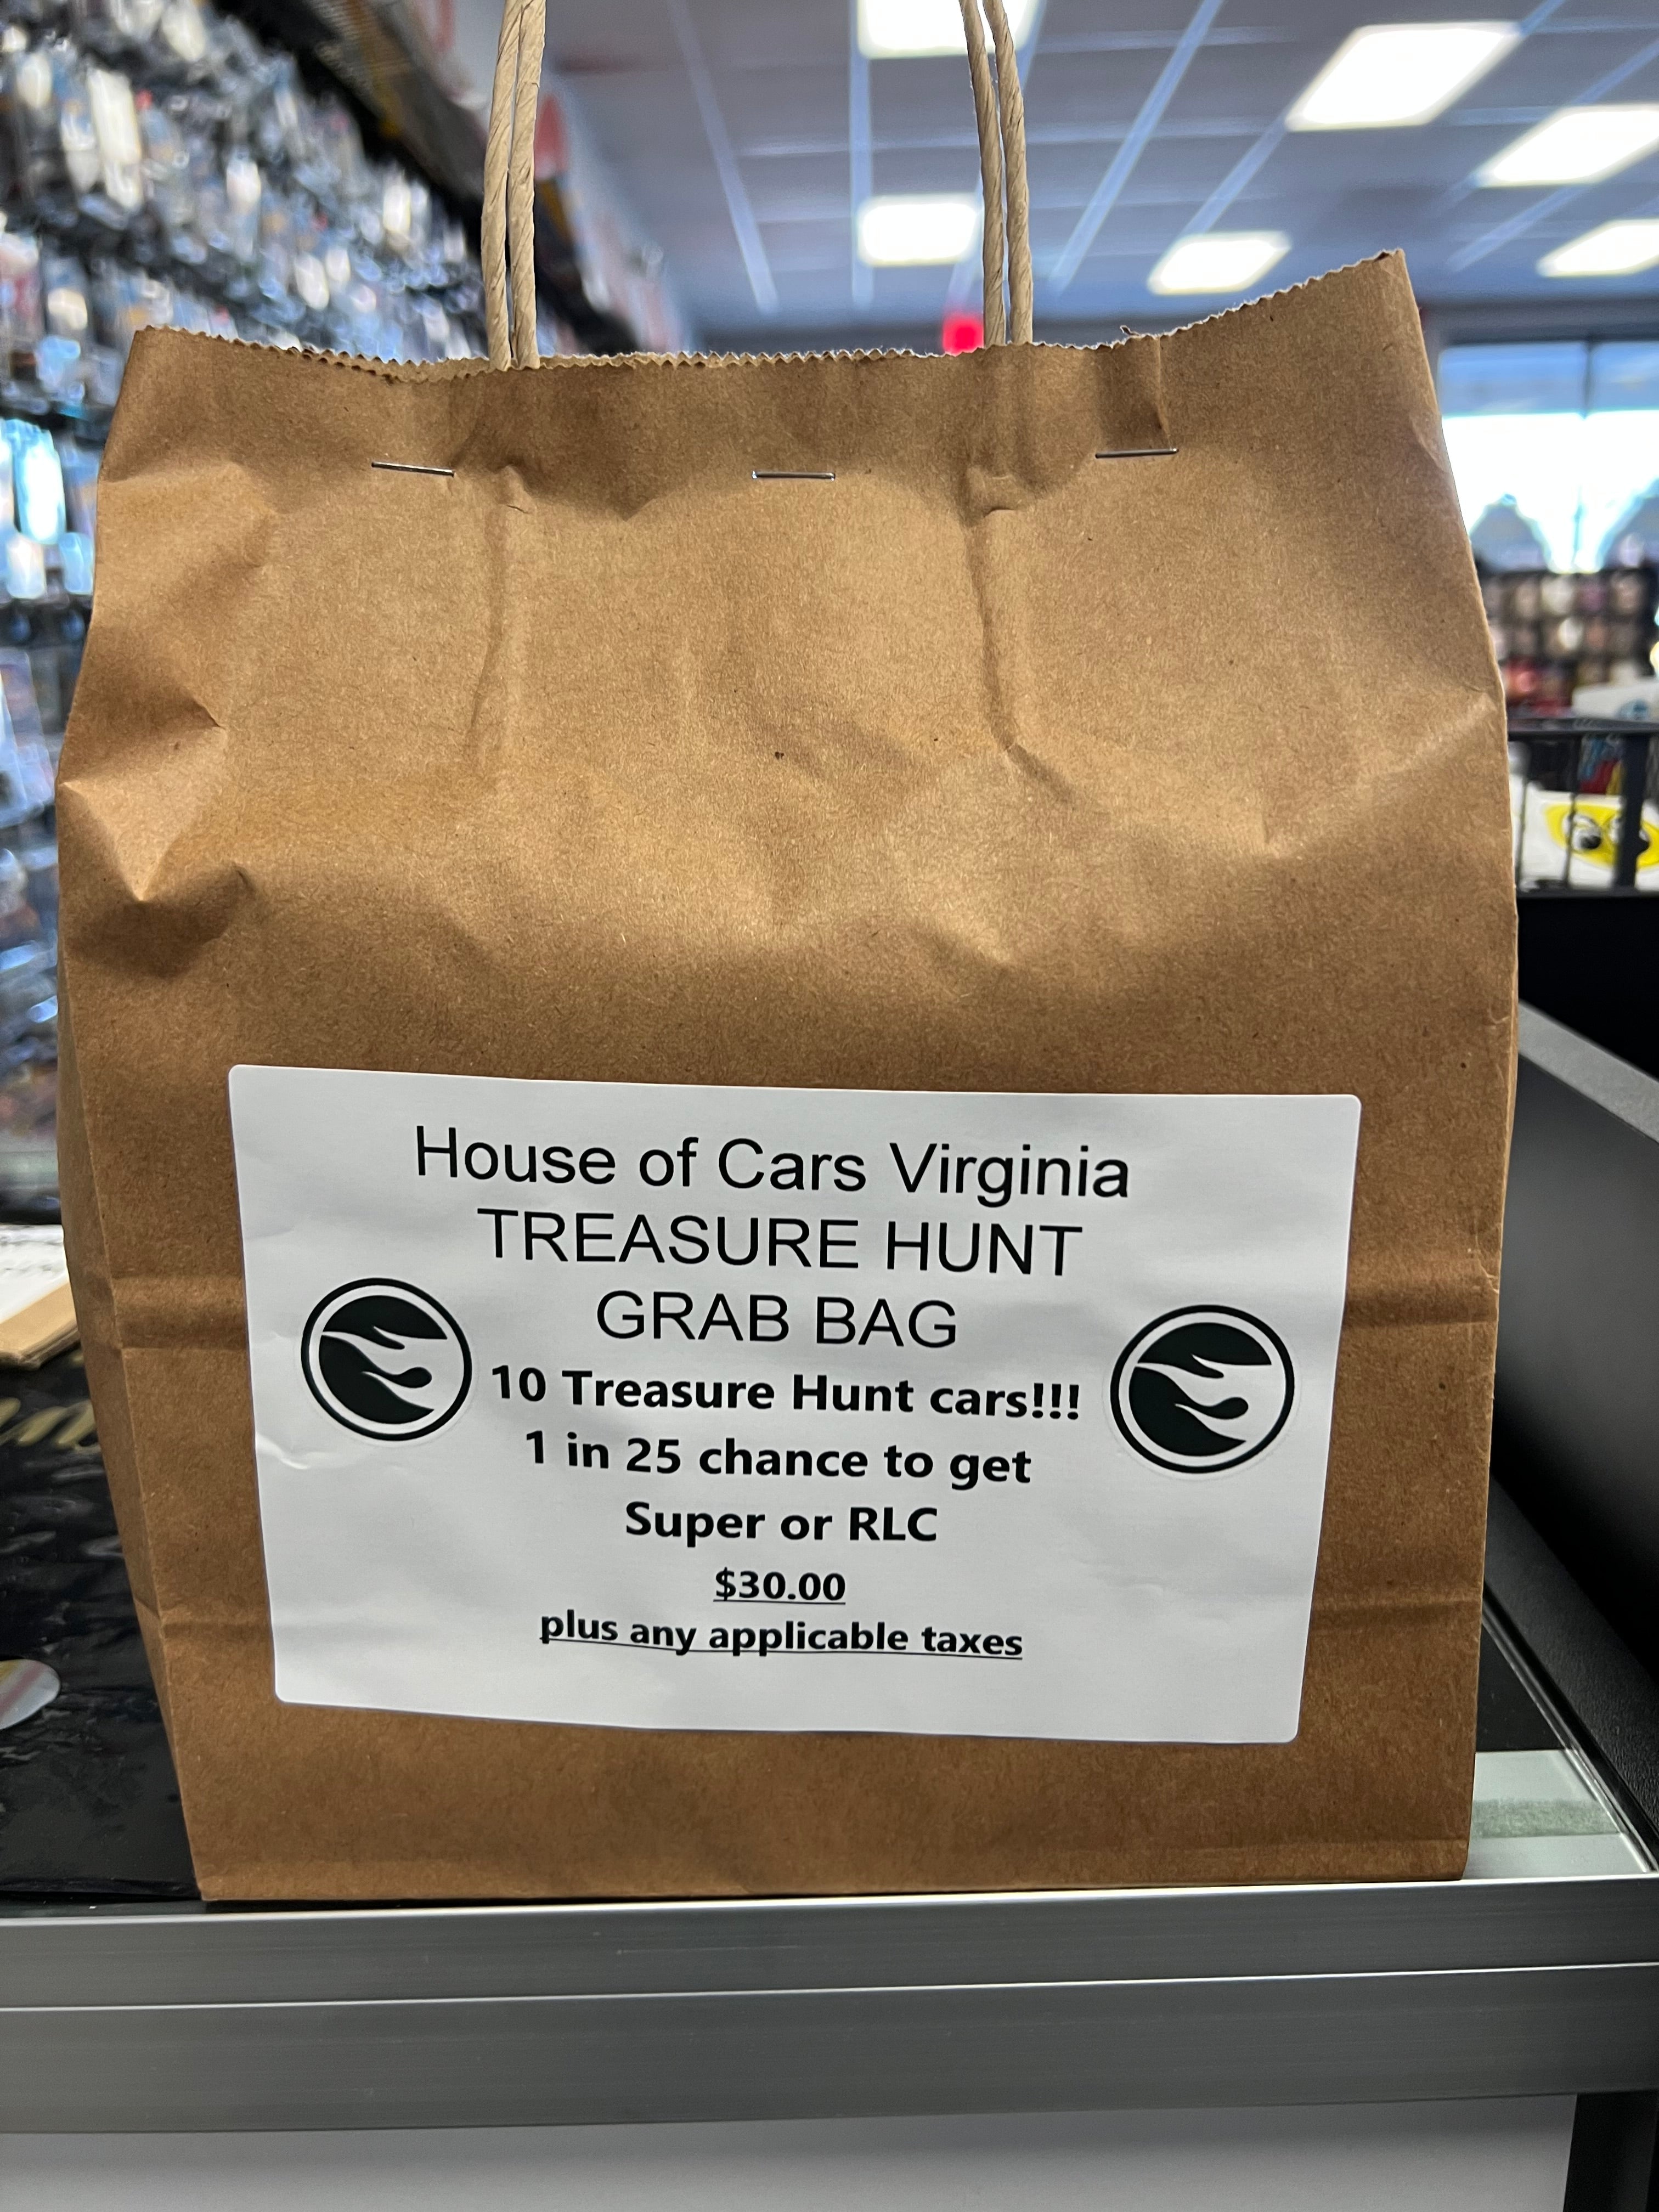 House of Cars Virginia
TREASURE HUNT
GRAB BAG
10 Treasure Hunt cars!!!
1 in 25 chance to get
Super or RLC
$30.00
plus any applicable taxes